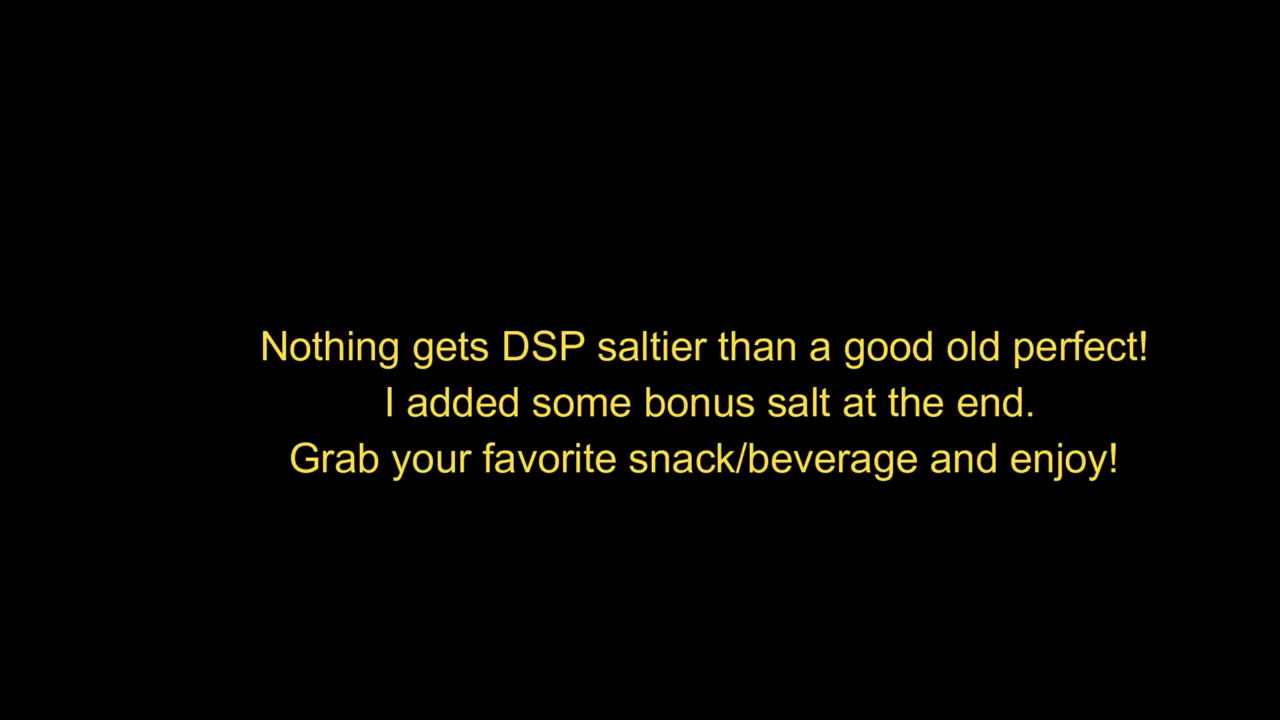 Nothing gets DSP saltier than a good old perfect!
I added some bonus salt at the end.
Grab your favorite snack/beverage and enjoy!